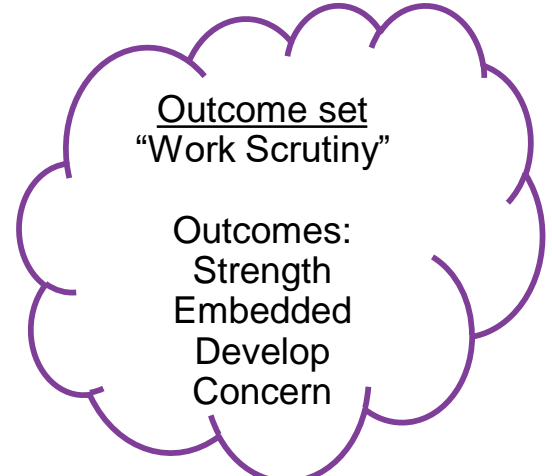 Outcome set
“Work Scrutiny”
Outcomes:
Strength
Embedded
Develop
Concern